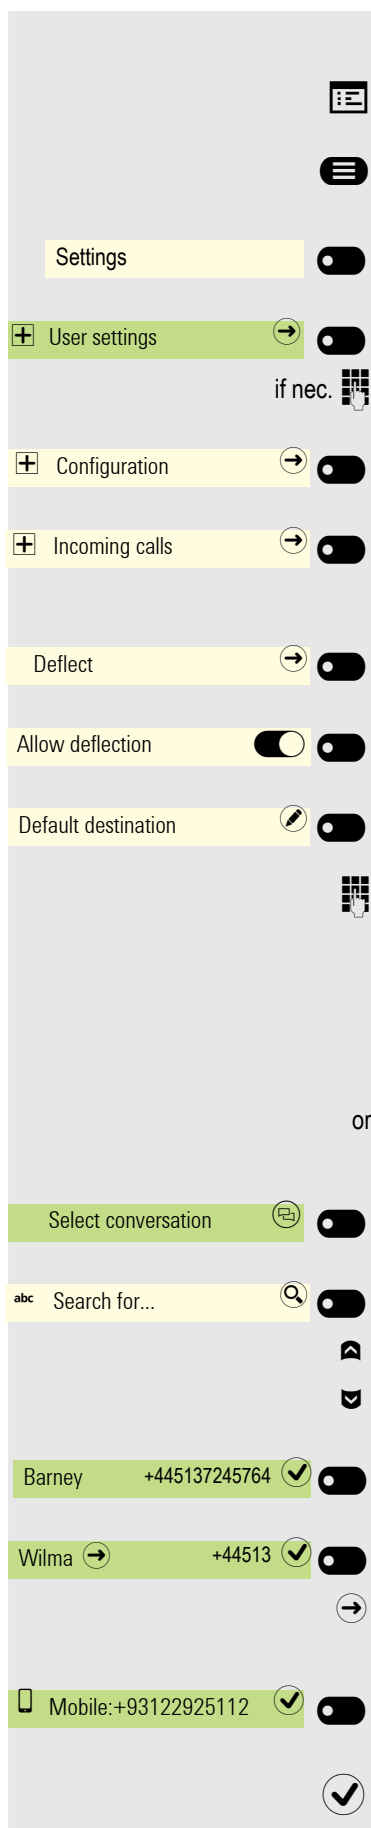 Settings
User settings
if nec.
Configuration
Incoming calls
Deflect
Allow deflection
Default destination
or
Select conversation
abc Search for...
Barney +445137245764
Wilma +44513
Mobile:+93122925112